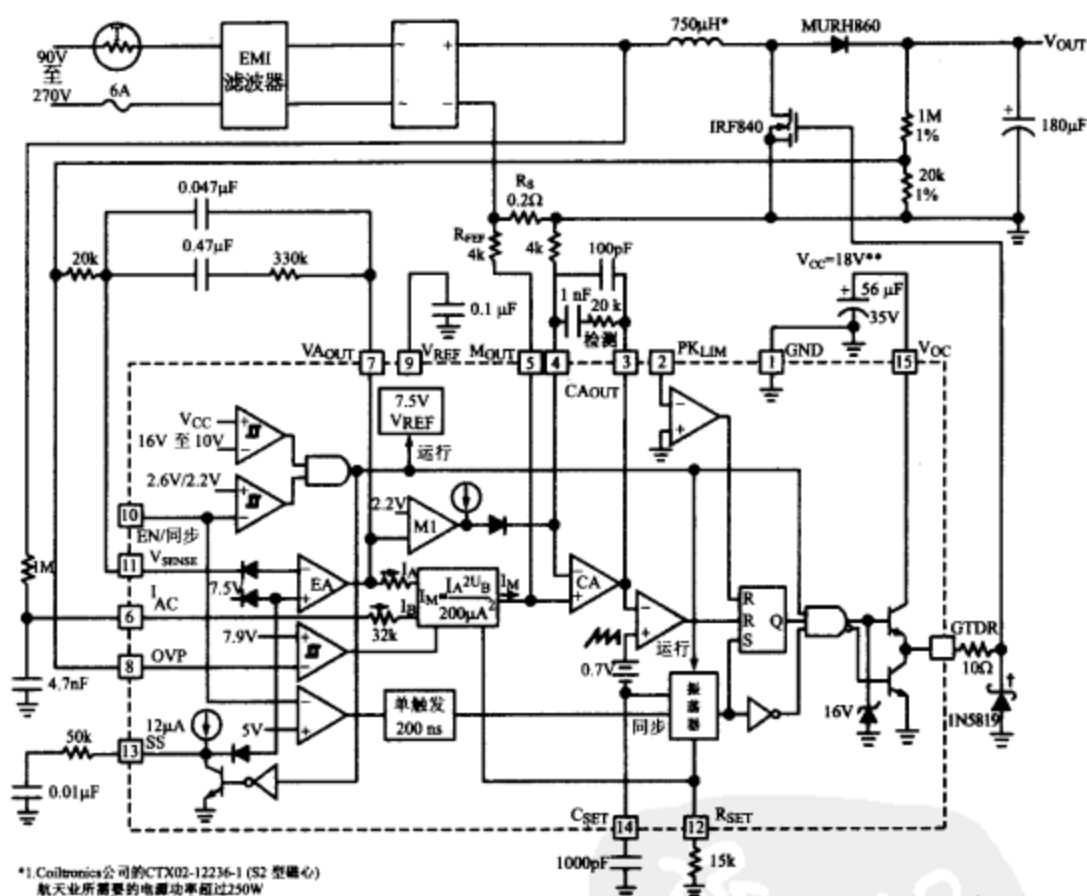 90V
至
270V
6A
EMI
滤波器
750μH*
MURH860
VOUT
IRF840
1M
1%
180μF
20k
1%
RS
0.2Ω
0.047μF
0.47μF
20k
330k
4k
4k
100pF
1 nF
20 k
检测
0.1 μF
VCC=18V**
56 μF
35V
VAOUT
7
9
VREF
MOUT
5
4
3
CAOUT
2
PKLIM
1
GND
15
VOC
7.5V
VREF
运行
VCC
16V 至 10V
2.6V/2.2V
10
EN/同步
2.2V
M1
11
VSENSE
7.5V
EA
IA
IB
IM
CA
1M
IAC
6
32k
IM= IA²UB
200μA²
7.9V
8
OVP
4.7nF
5V
单触发
200 ns
12μA
13
SS
50k
0.01μF
0.7V
运行
同步
振荡器
R
R
S
Q
16V
GTDR
10Ω
1N5819
CSET
14
12
RSET
1000pF
15k
*1.Coiltronics公司的CTX02-12236-1 (S2 型磁心)
航天业所需要的电源功率超过250W